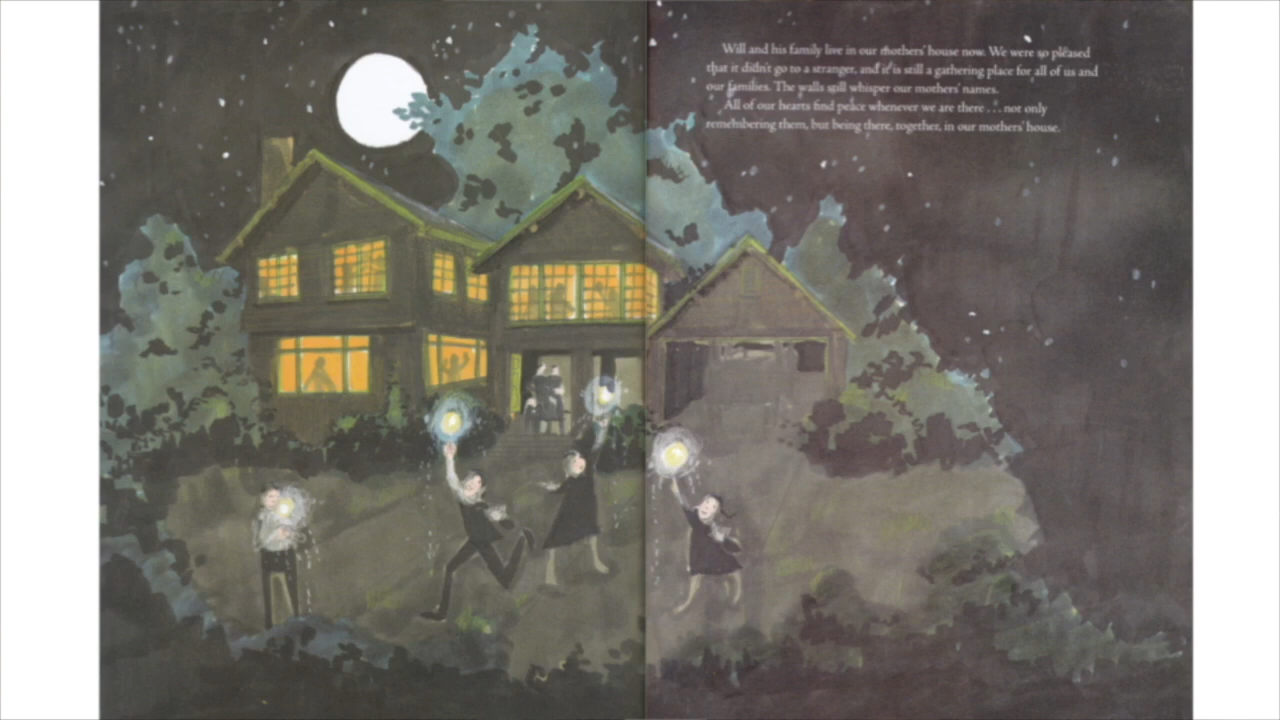 Will and his family live in our mothers' house now. We were so pleased
that it didn't go to a stranger, and it is still a gathering place for all of us and
our families. The walls still whisper our mothers' names.
All of our hearts find peace whenever we are there . . . not only
remembering them, but being there, together, in our mothers' house.